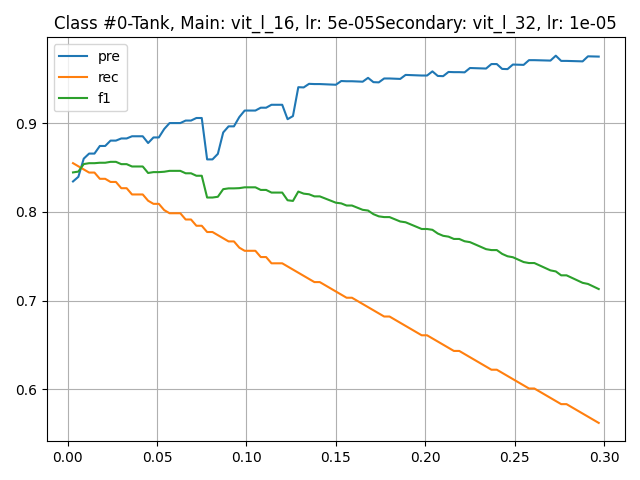 Class #0-Tank, Main: vit_l_16, lr: 5e-05Secondary: vit_l_32, lr: 1e-05
pre
rec
f1
0.9
0.8
0.7
0.6
0.00 0.05 0.10 0.15 0.20 0.25 0.30